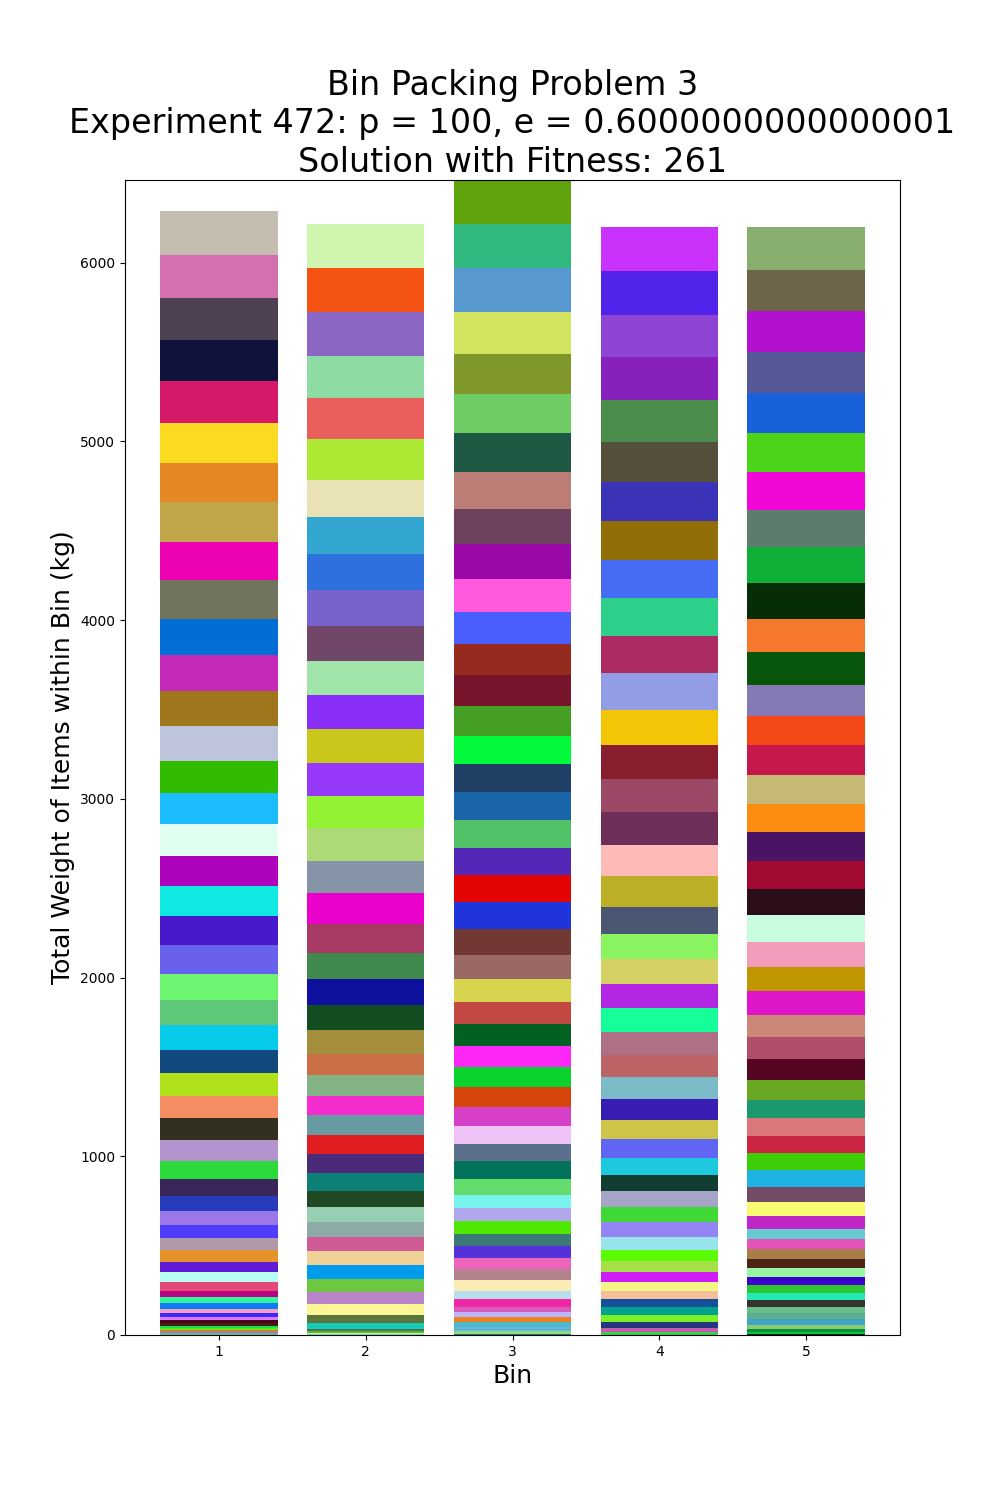 Bin Packing Problem 3
Experiment 472: p = 100, e = 0.6000000000000001
Solution with Fitness: 261
Total Weight of Items within Bin (kg)
6000
5000
4000
3000
2000
1000
0
1 2 3 4 5
Bin